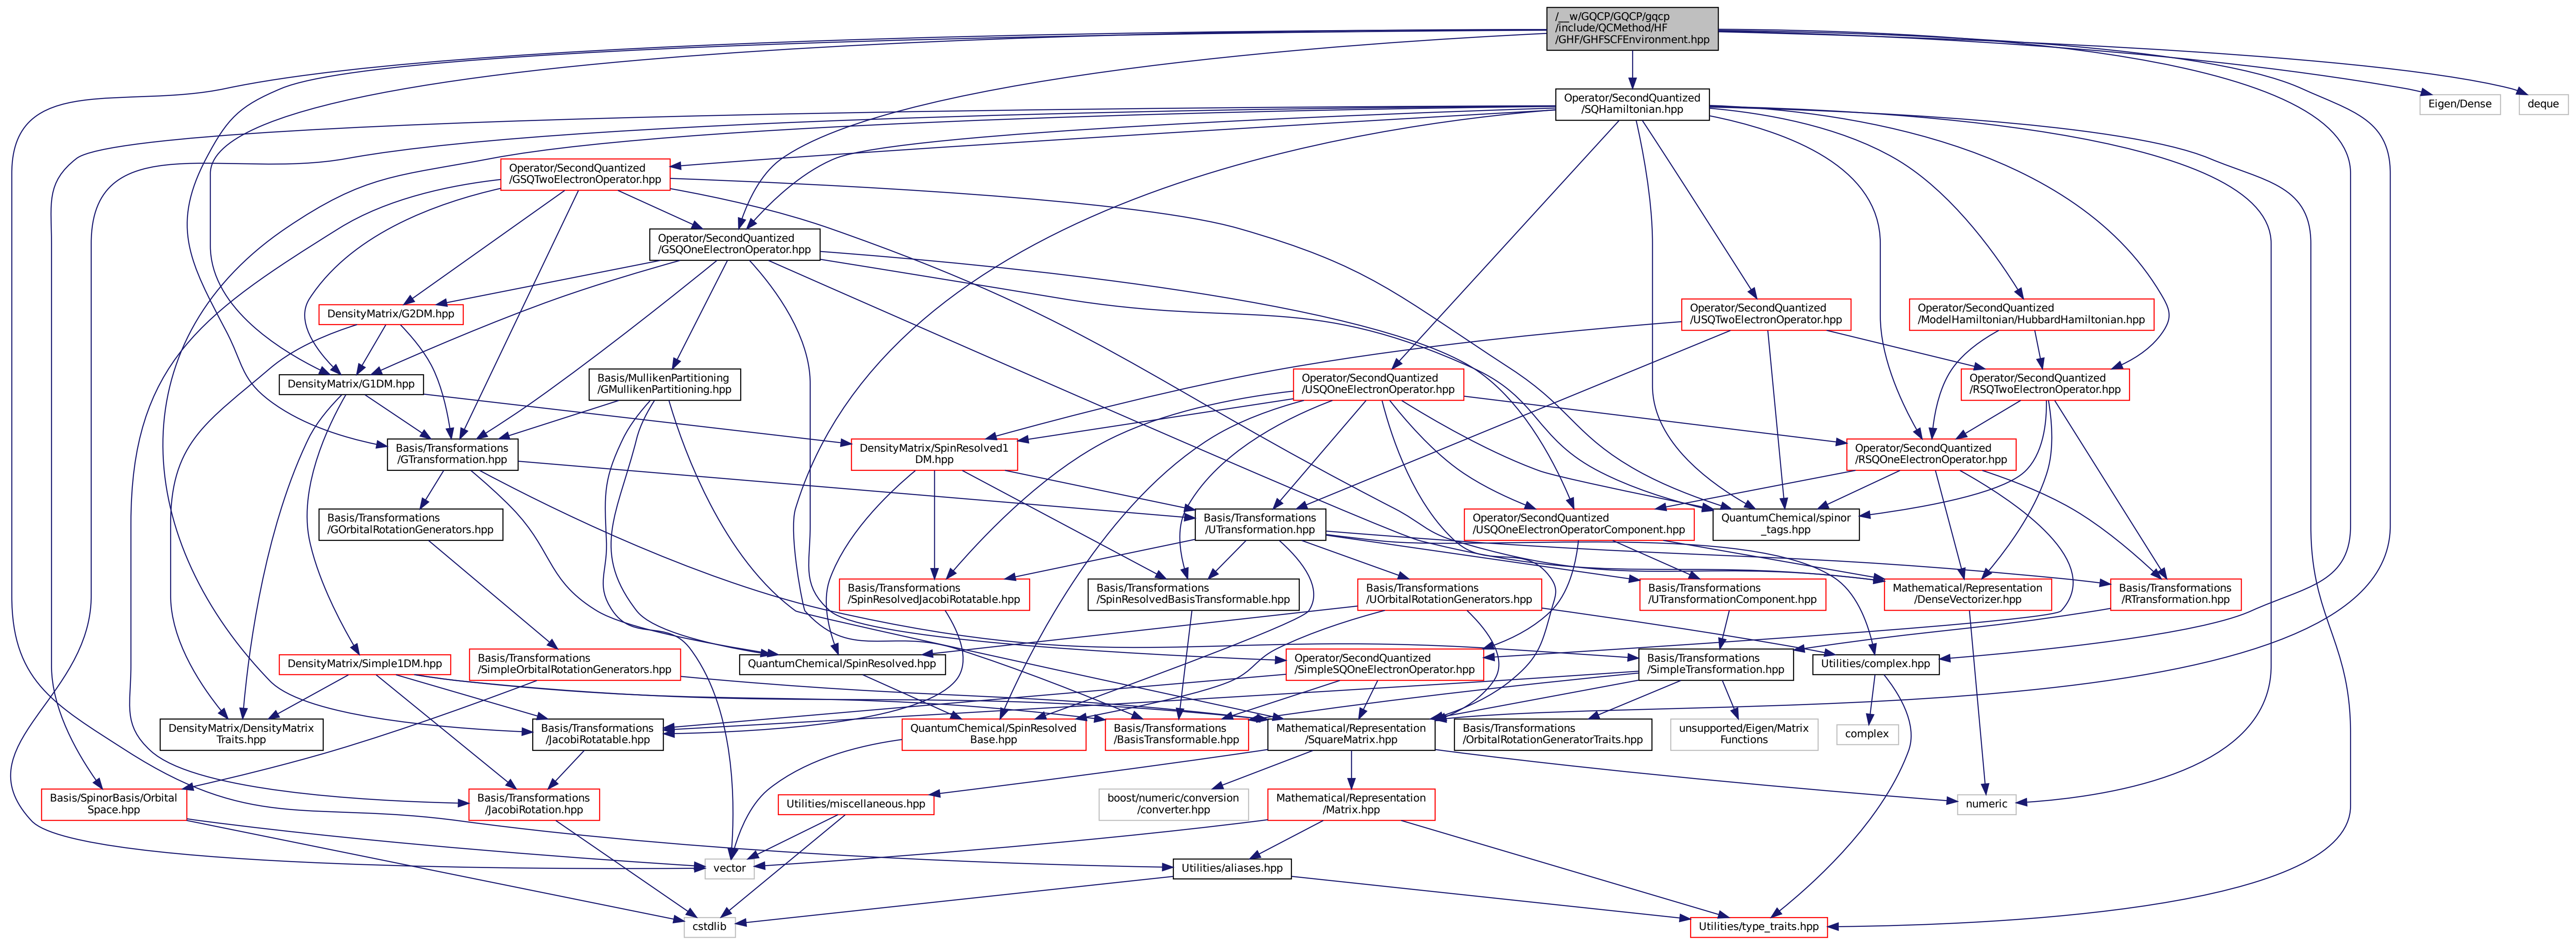 /__w/GQCP/GQCP/gqcp
/include/QCMethod/HF
/GHF/GHFSCFEnvironment.hpp
Operator/SecondQuantized
/SQHamiltonian.hpp
Eigen/Dense
deque
Operator/SecondQuantized
/GSQTwoElectronOperator.hpp
Operator/SecondQuantized
/GSQOneElectronOperator.hpp
DensityMatrix/G2DM.hpp
Operator/SecondQuantized
/USQTwoElectronOperator.hpp
Operator/SecondQuantized
/ModelHamiltonian/HubbardHamiltonian.hpp
DensityMatrix/G1DM.hpp
Basis/MullikenPartitioning
/GMullikenPartitioning.hpp
Operator/SecondQuantized
/USQOneElectronOperator.hpp
Operator/SecondQuantized
/RSQTwoElectronOperator.hpp
Basis/Transformations
/GTransformation.hpp
DensityMatrix/SpinResolved1
DM.hpp
Operator/SecondQuantized
/RSQOneElectronOperator.hpp
Basis/Transformations
/GOrbitalRotationGenerators.hpp
Basis/Transformations
/UTransformation.hpp
Operator/SecondQuantized
/USQOneElectronOperatorComponent.hpp
QuantumChemical/spinor
_tags.hpp
Basis/Transformations
/SpinResolvedJacobiRotatable.hpp
Basis/Transformations
/SpinResolvedBasisTransformable.hpp
Basis/Transformations
/UOrbitalRotationGenerators.hpp
Basis/Transformations
/UTransformationComponent.hpp
Mathematical/Representation
/DenseVectorizer.hpp
Basis/Transformations
/RTransformation.hpp
DensityMatrix/Simple1DM.hpp
Basis/Transformations
/SimpleOrbitalRotationGenerators.hpp
QuantumChemical/SpinResolved.hpp
Operator/SecondQuantized
/SimpleSQOneElectronOperator.hpp
Basis/Transformations
/SimpleTransformation.hpp
Utilities/complex.hpp
DensityMatrix/DensityMatrix
Traits.hpp
Basis/Transformations
/JacobiRotatable.hpp
QuantumChemical/SpinResolved
Base.hpp
Basis/Transformations
/BasisTransformable.hpp
Mathematical/Representation
/SquareMatrix.hpp
Basis/Transformations
/OrbitalRotationGeneratorTraits.hpp
unsupported/Eigen/Matrix
Functions
complex
Basis/SpinorBasis/Orbital
Space.hpp
Basis/Transformations
/JacobiRotation.hpp
Utilities/miscellaneous.hpp
boost/numeric/conversion
/converter.hpp
Mathematical/Representation
/Matrix.hpp
numeric
vector
Utilities/aliases.hpp
cstdlib
Utilities/type_traits.hpp